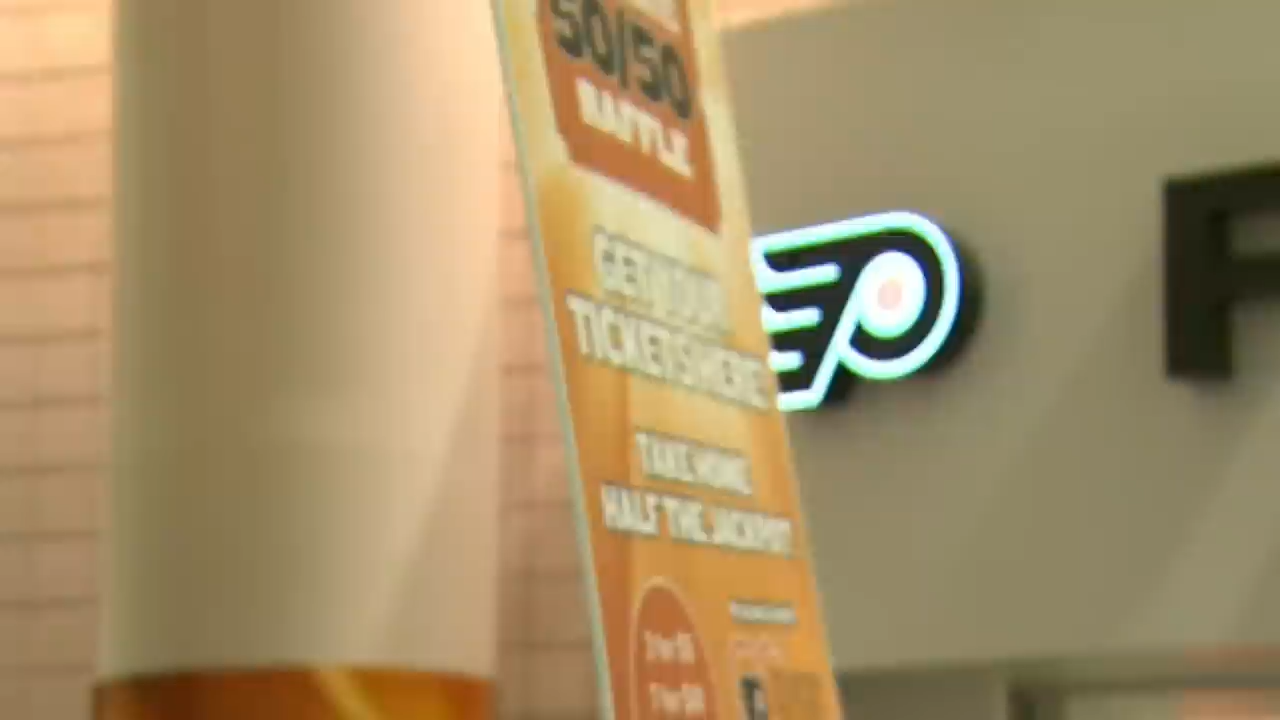 50/50
RAFFLE
GET YOUR
TICKETS HERE
TAKE HOME
HALF THE JACKPOT